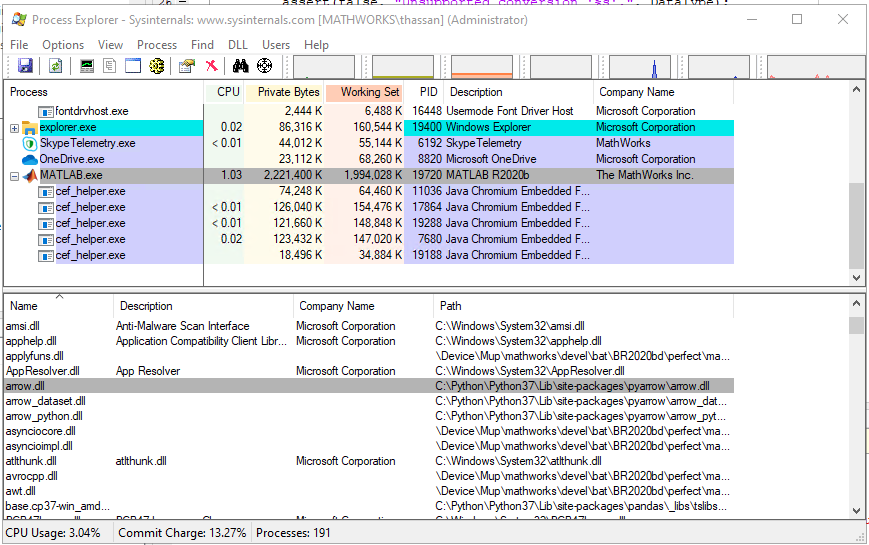 26 = assert(false, "Unsupported conversion '%s'.", DataType);
Process Explorer - Sysinternals: www.sysinternals.com [MATHWORKS\thassan] (Administrator)
File Options View Process Find DLL Users Help
Process CPU Private Bytes Working Set PID Description Company Name
fontdrvhost.exe 2,444 K 6,488 K 16448 Usermode Font Driver Host Microsoft Corporation
explorer.exe 0.02 86,316 K 160,544 K 19400 Windows Explorer Microsoft Corporation
SkypeTelemetry.exe < 0.01 44,012 K 55,144 K 6192 SkypeTelemetry MathWorks
OneDrive.exe 23,112 K 68,260 K 8820 Microsoft OneDrive Microsoft Corporation
MATLAB.exe 1.03 2,221,400 K 1,994,028 K 19720 MATLAB R2020b The MathWorks Inc.
cef_helper.exe 74,248 K 64,460 K 11036 Java Chromium Embedded F...
cef_helper.exe < 0.01 126,040 K 154,476 K 17864 Java Chromium Embedded F...
cef_helper.exe < 0.01 121,660 K 148,848 K 19288 Java Chromium Embedded F...
cef_helper.exe 0.02 123,432 K 147,020 K 7680 Java Chromium Embedded F...
cef_helper.exe 18,496 K 34,884 K 19188 Java Chromium Embedded F...
Name Description Company Name Path
amsi.dll Anti-Malware Scan Interface Microsoft Corporation C:\Windows\System32\amsi.dll
apphelp.dll Application Compatibility Client Libr... Microsoft Corporation C:\Windows\System32\apphelp.dll
applyfuns.dll \Device\Mup\mathworks\devel\bat\BR2020bd\perfect\ma...
AppResolver.dll App Resolver Microsoft Corporation C:\Windows\System32\AppResolver.dll
arrow.dll C:\Python\Python37\Lib\site-packages\pyarrow\arrow.dll
arrow_dataset.dll C:\Python\Python37\Lib\site-packages\pyarrow\arrow_dat...
arrow_python.dll C:\Python\Python37\Lib\site-packages\pyarrow\arrow_pyt...
asynciocore.dll \Device\Mup\mathworks\devel\bat\BR2020bd\perfect\ma...
asyncioimpl.dll \Device\Mup\mathworks\devel\bat\BR2020bd\perfect\ma...
atlthunk.dll atlthunk.dll Microsoft Corporation C:\Windows\System32\atlthunk.dll
avrocpp.dll \Device\Mup\mathworks\devel\bat\BR2020bd\perfect\ma...
awt.dll \Device\Mup\mathworks\devel\bat\BR2020bd\perfect\ma...
base.cp37-win_amd... C:\Python\Python37\Lib\site-packages\pandas\_libs\tslibs...
CPU Usage: 3.04% Commit Charge: 13.27% Processes: 191